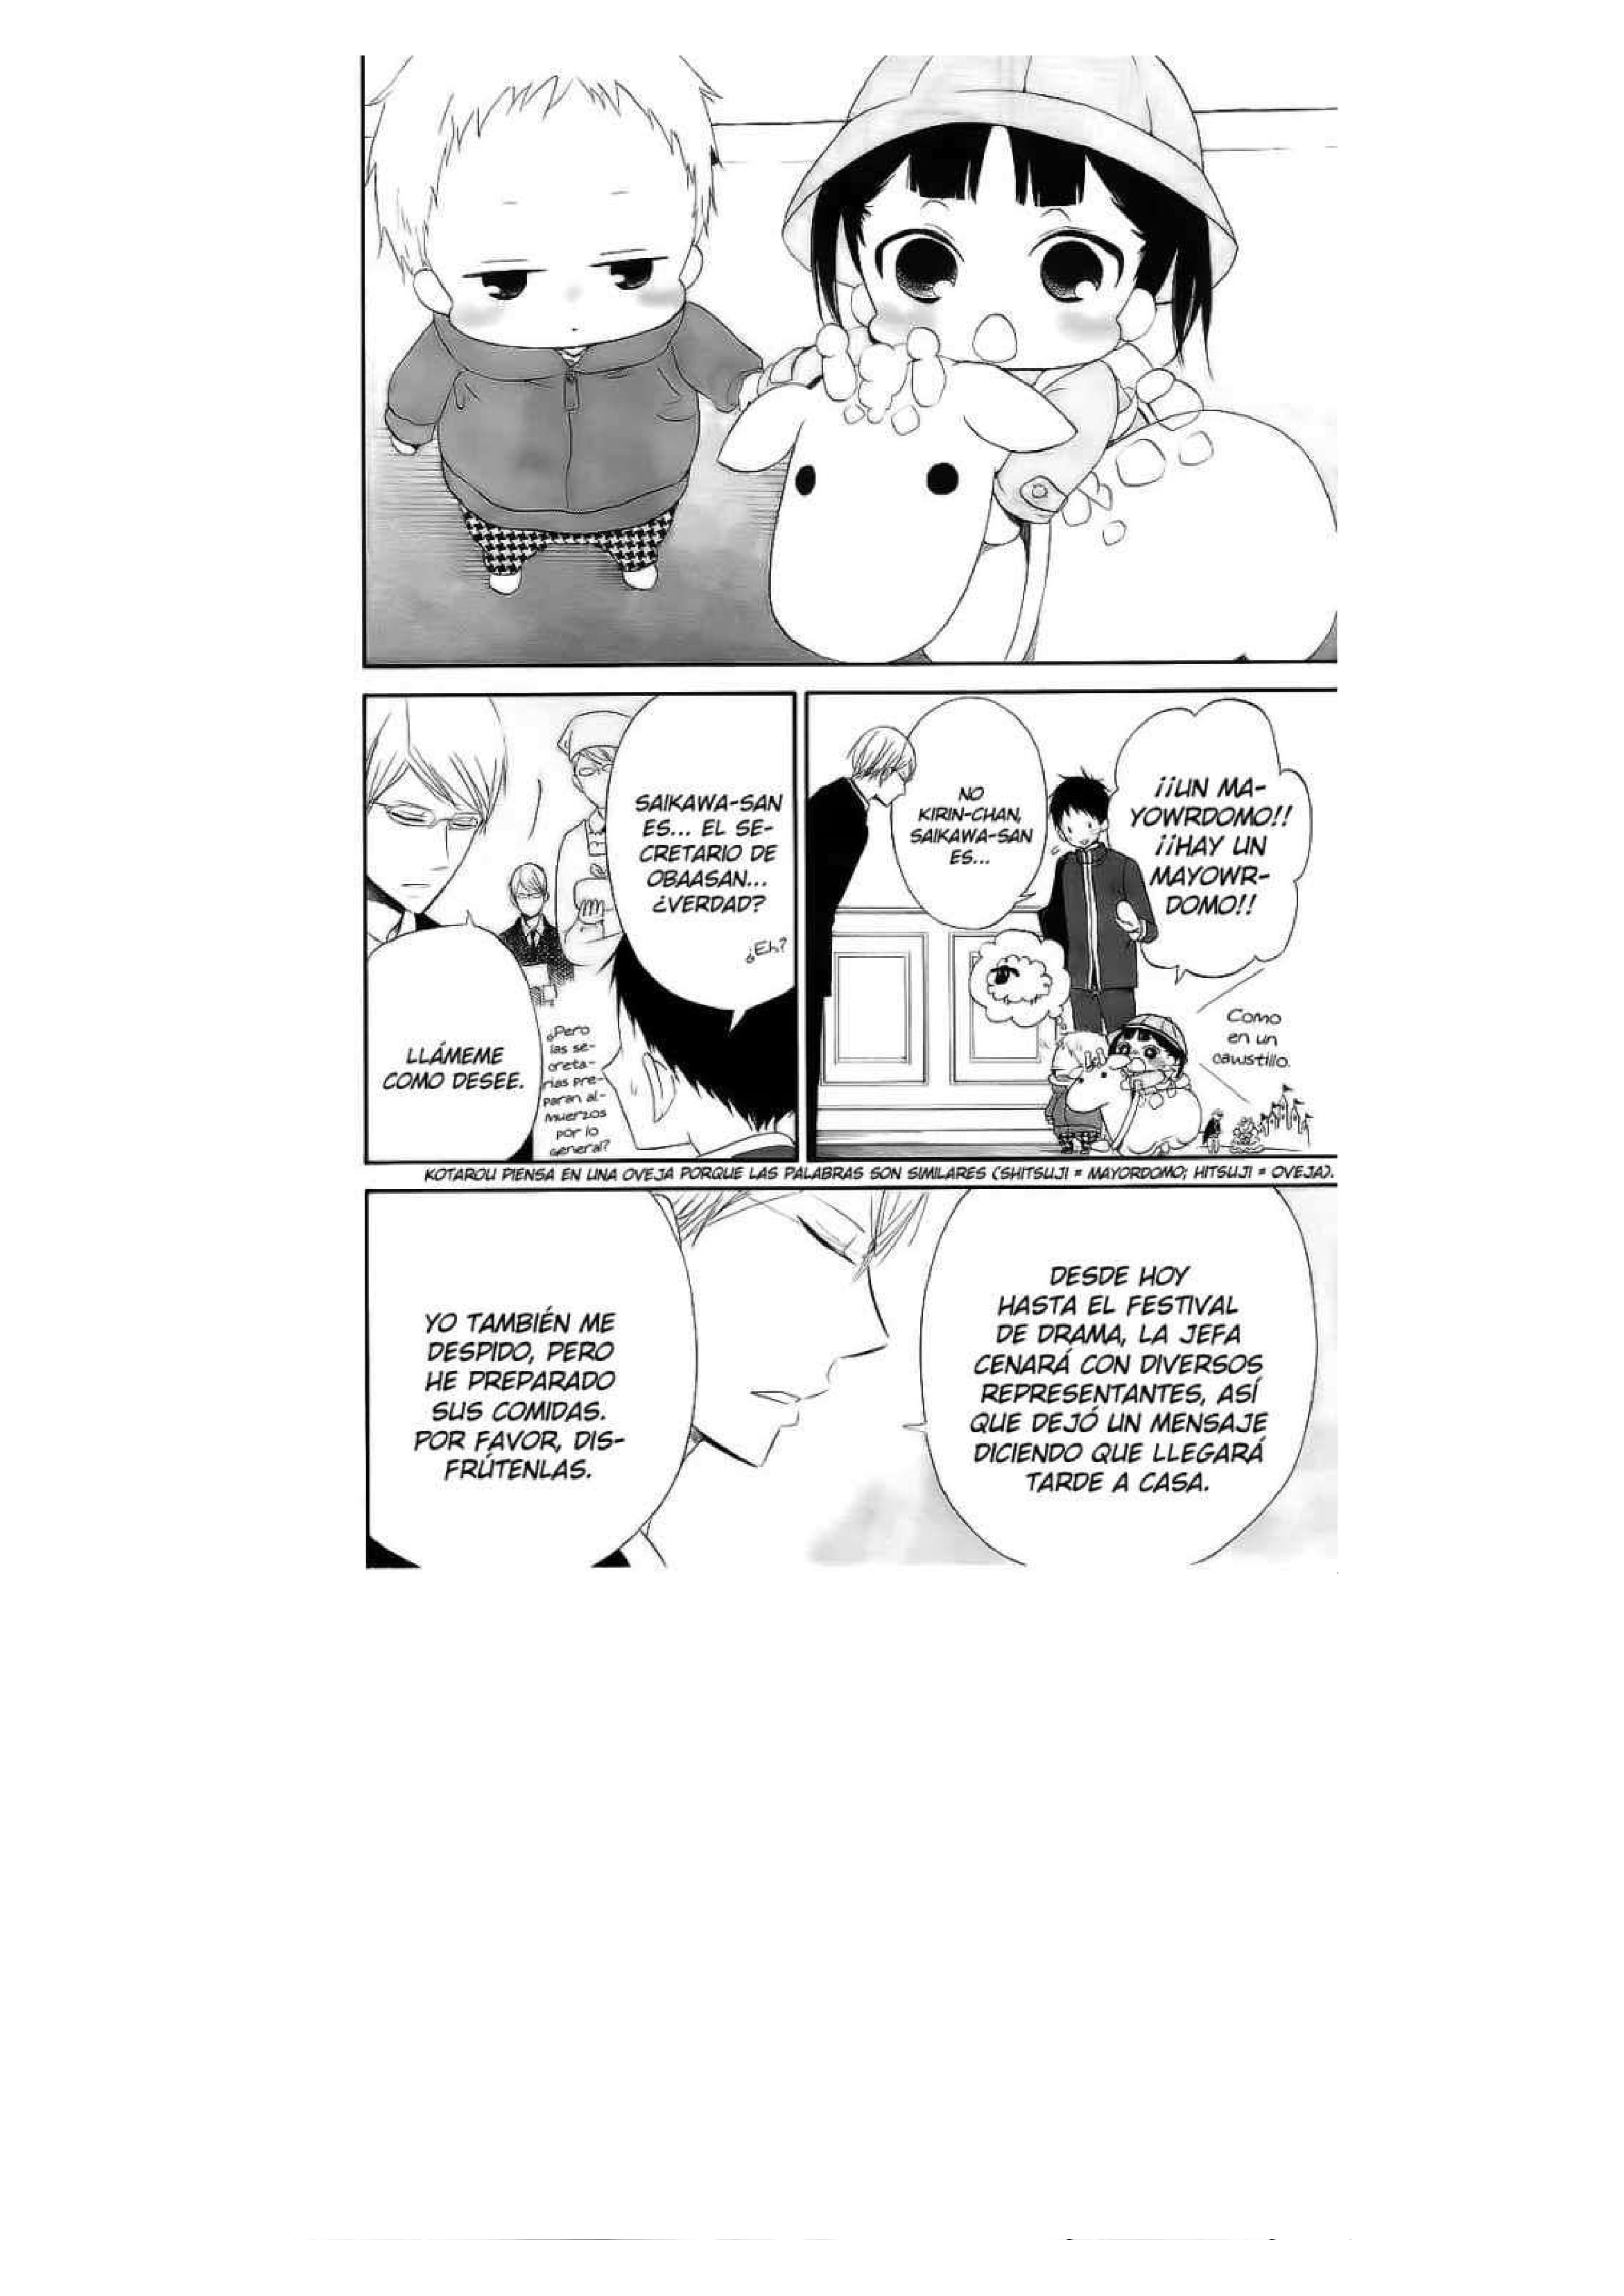 ¡¡UN MA-
YOWRDOMO!!
¡¡HAY UN
MAYOWR-
DOMO!!
Como
en un
cawstillo.
NO
KIRIN-CHAN,
SAIKAWA-SAN
ES...
SAIKAWA-SAN
ES... EL SE-
CRETARIO DE
OBAASAN...
¿VERDAD?
¿Eh?
¿Pero
las se-
creta-
rias pre-
paran al-
muerzos
por lo
general?
LLÁMEME
COMO DESEE.
KOTAROU PIENSA EN UNA OVEJA PORQUE LAS PALABRAS SON SIMILARES (SHITSUJI = MAYORDOMO; HITSUJI = OVEJA).
DESDE HOY
HASTA EL FESTIVAL
DE DRAMA, LA JEFA
CENARÁ CON DIVERSOS
REPRESENTANTES, ASÍ
QUE DEJÓ UN MENSAJE
DICIENDO QUE LLEGARÁ
TARDE A CASA.
YO TAMBIÉN ME
DESPIDO, PERO
HE PREPARADO
SUS COMIDAS.
POR FAVOR, DIS-
FRÚTENLAS.